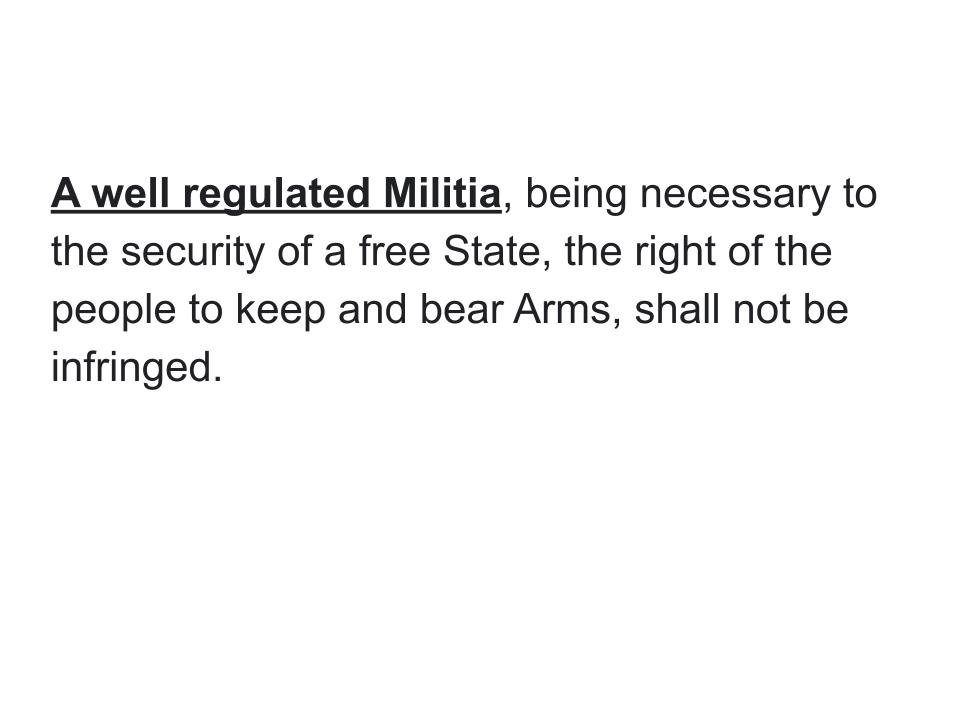 A well regulated Militia, being necessary to
the security of a free State, the right of the
people to keep and bear Arms, shall not be
infringed.